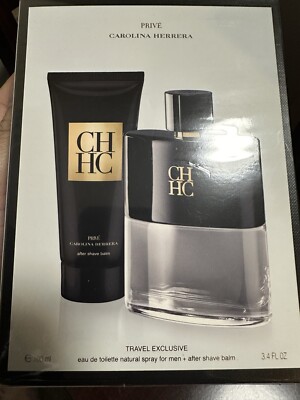 PRIVÉ
CAROLINA HERRERA
CH
HC
PRIVÉ
CAROLINA HERRERA
after shave balm
CH
HC
TRAVEL EXCLUSIVE
eau de toilette natural spray for men + after shave balm
3.4 FL OZ